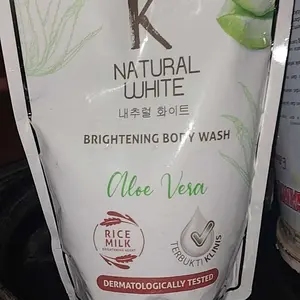 K
NATURAL
WHITE
내추럴 화이트
BRIGHTENING BODY WASH
Aloe Vera
RICE
MILK
TERBUKTI KLINIS
DERMATOLOGICALLY TESTED